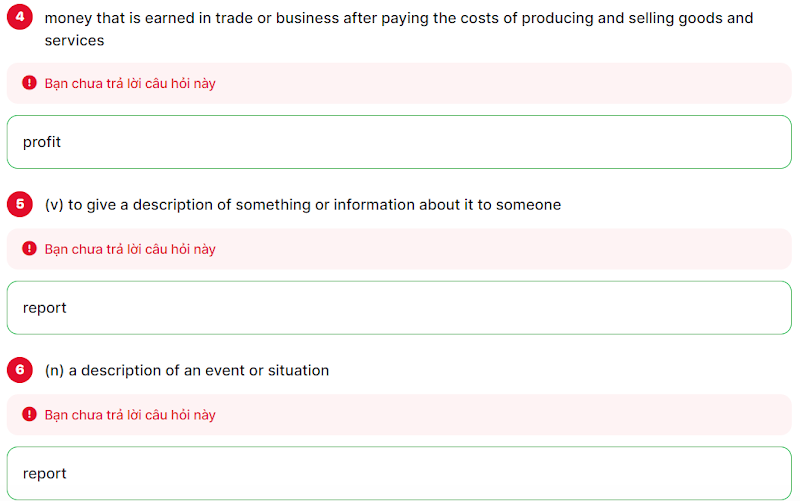 4 money that is earned in trade or business after paying the costs of producing and selling goods and
services
! Bạn chưa trả lời câu hỏi này
profit
5 (v) to give a description of something or information about it to someone
! Bạn chưa trả lời câu hỏi này
report
6 (n) a description of an event or situation
! Bạn chưa trả lời câu hỏi này
report